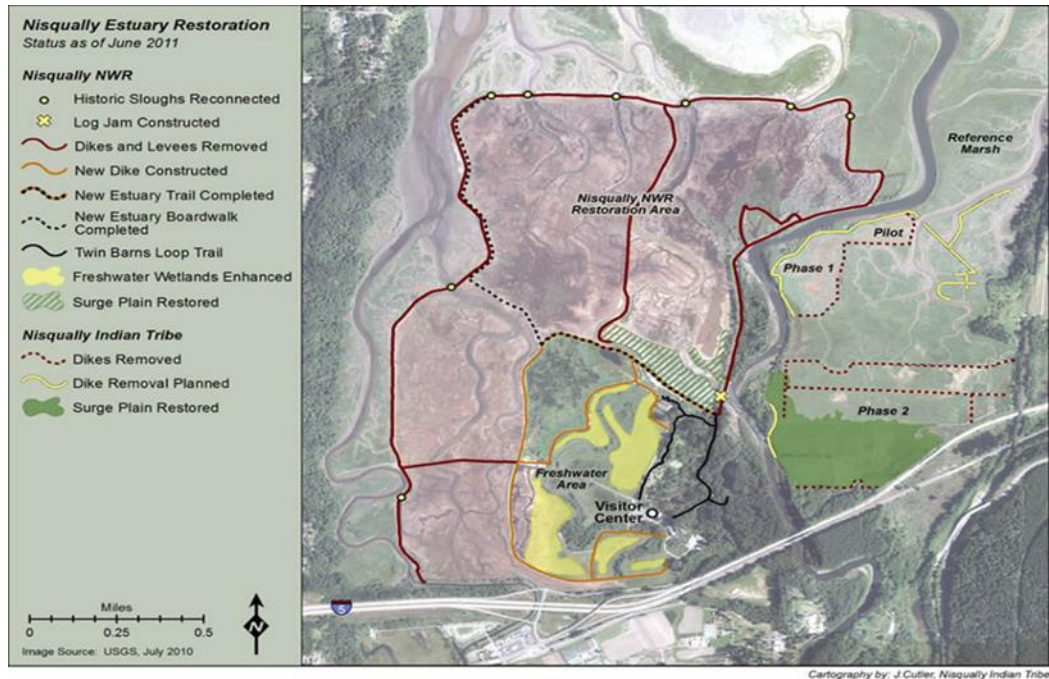 Nisqually Estuary Restoration
Status as of June 2011
Nisqually NWR
Historic Sloughs Reconnected
Log Jam Constructed
Dikes and Levees Removed
New Dike Constructed
New Estuary Trail Completed
New Estuary Boardwalk
Completed
Twin Barns Loop Trail
Freshwater Wetlands Enhanced
Surge Plain Restored
Nisqually Indian Tribe
Dikes Removed
Dike Removal Planned
Surge Plain Restored
Miles
0 0.25 0.5
N
Image Source: USGS, July 2010
Reference
Marsh
Nisqually NWR
Restoration Area
Pilot
Phase 1
Phase 2
Freshwater
Area
Visitor
Center
5
Cartography by: J.Cutler, Nisqually Indian Tribe